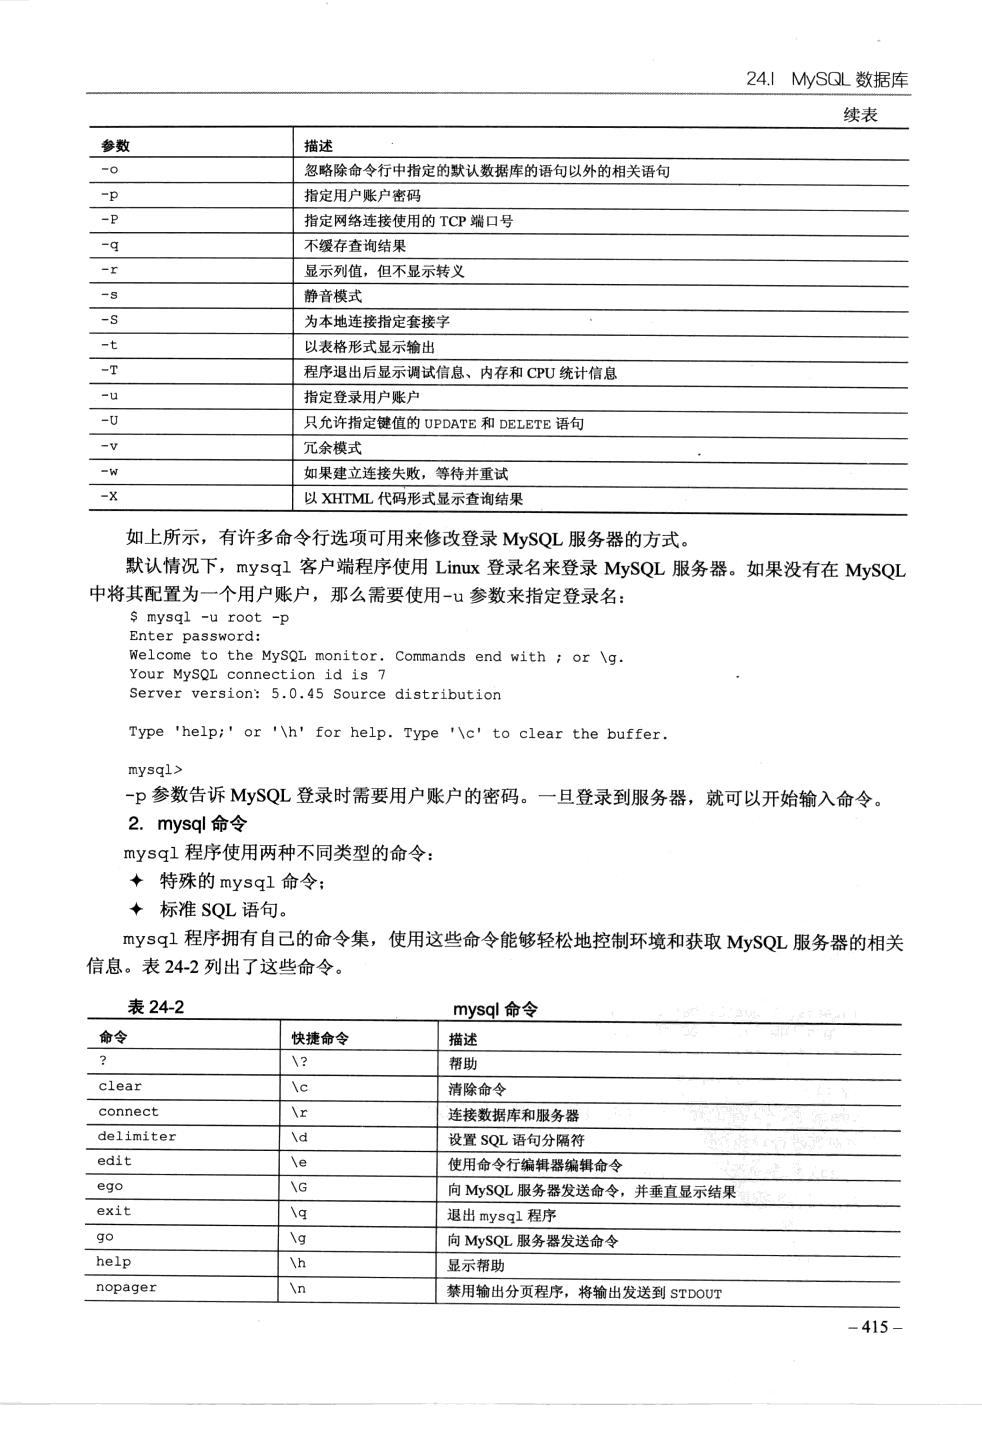 24.1 MySQL 数据库
续表
参数 描述
-o 忽略除命令行中指定的默认数据库的语句以外的相关语句
-p 指定用户账户密码
-P 指定网络连接使用的 TCP 端口号
-q 不缓存查询结果
-r 显示列值，但不显示转义
-s 静音模式
-S 为本地连接指定套接字
-t 以表格形式显示输出
-T 程序退出后显示调试信息、内存和 CPU 统计信息
-u 指定登录用户账户
-U 只允许指定键值的 UPDATE 和 DELETE 语句
-v 冗余模式
-w 如果建立连接失败，等待并重试
-X 以 XHTML 代码形式显示查询结果
如上所示，有许多命令行选项可用来修改登录 MySQL 服务器的方式。
默认情况下，mysql 客户端程序使用 Linux 登录名来登录 MySQL 服务器。如果没有在 MySQL
中将其配置为一个用户账户，那么需要使用-u 参数来指定登录名：
$ mysql -u root -p
Enter password:
Welcome to the MySQL monitor. Commands end with ; or \g.
Your MySQL connection id is 7
Server version: 5.0.45 Source distribution
Type 'help;' or '\h' for help. Type '\c' to clear the buffer.
mysql>
-p 参数告诉 MySQL 登录时需要用户账户的密码。一旦登录到服务器，就可以开始输入命令。
2. mysql 命令
mysql 程序使用两种不同类型的命令：
✦ 特殊的 mysql 命令；
✦ 标准 SQL 语句。
mysql 程序拥有自己的命令集，使用这些命令能够轻松地控制环境和获取 MySQL 服务器的相关
信息。表 24-2 列出了这些命令。
表 24-2 mysql 命令
命令 快捷命令 描述
? \? 帮助
clear \c 清除命令
connect \r 连接数据库和服务器
delimiter \d 设置 SQL 语句分隔符
edit \e 使用命令行编辑器编辑命令
ego \G 向 MySQL 服务器发送命令，并垂直显示结果
exit \q 退出 mysql 程序
go \g 向 MySQL 服务器发送命令
help \h 显示帮助
nopager \n 禁用输出分页程序，将输出发送到 STDOUT
– 415 –